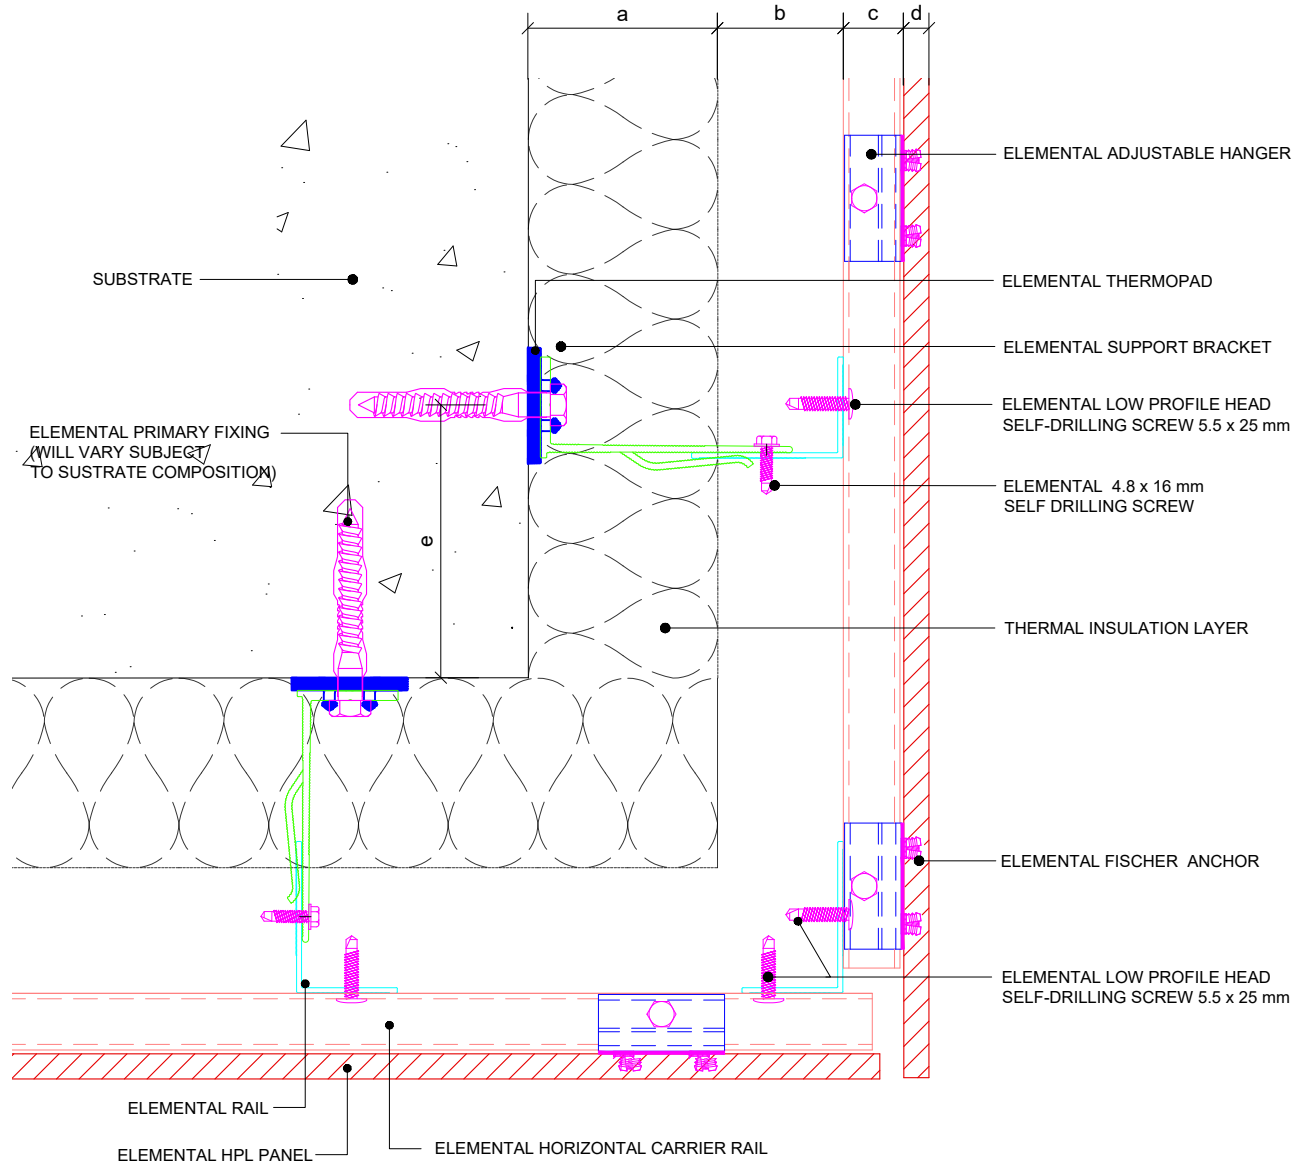 a
b
c
d
ELEMENTAL ADJUSTABLE HANGER
SUBSTRATE
ELEMENTAL THERMOPAD
ELEMENTAL SUPPORT BRACKET
ELEMENTAL LOW PROFILE HEAD
SELF-DRILLING SCREW 5.5 x 25 mm
ELEMENTAL PRIMARY FIXING
(WILL VARY SUBJECT
TO SUSTRATE COMPOSITION)
ELEMENTAL 4.8 x 16 mm
SELF DRILLING SCREW
e
THERMAL INSULATION LAYER
ELEMENTAL FISCHER ANCHOR
ELEMENTAL LOW PROFILE HEAD
SELF-DRILLING SCREW 5.5 x 25 mm
ELEMENTAL RAIL
ELEMENTAL HPL PANEL
ELEMENTAL HORIZONTAL CARRIER RAIL